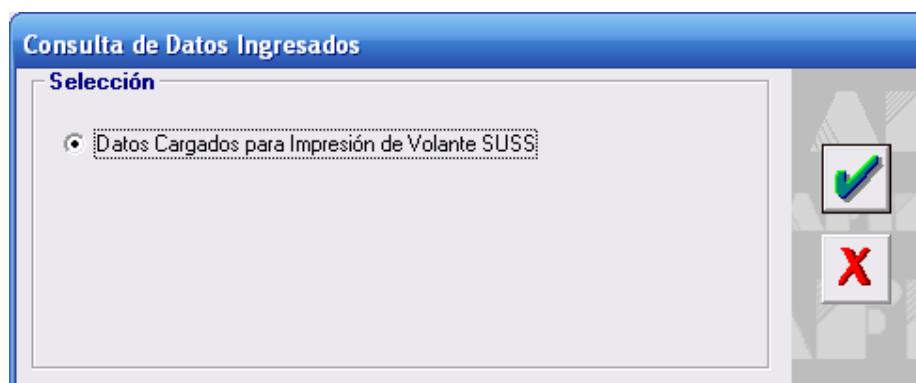 Consulta de Datos Ingresados
Selección
Datos Cargados para Impresión de Volante SUSS